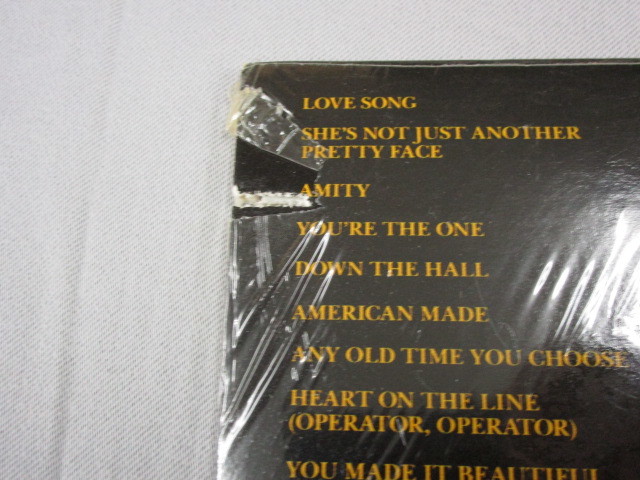 LOVE SONG
SHE'S NOT JUST ANOTHER
PRETTY FACE
AMITY
YOU'RE THE ONE
DOWN THE HALL
AMERICAN MADE
ANY OLD TIME YOU CHOOSE
HEART ON THE LINE
(OPERATOR, OPERATOR)
YOU MADE IT BEAUTIFUL